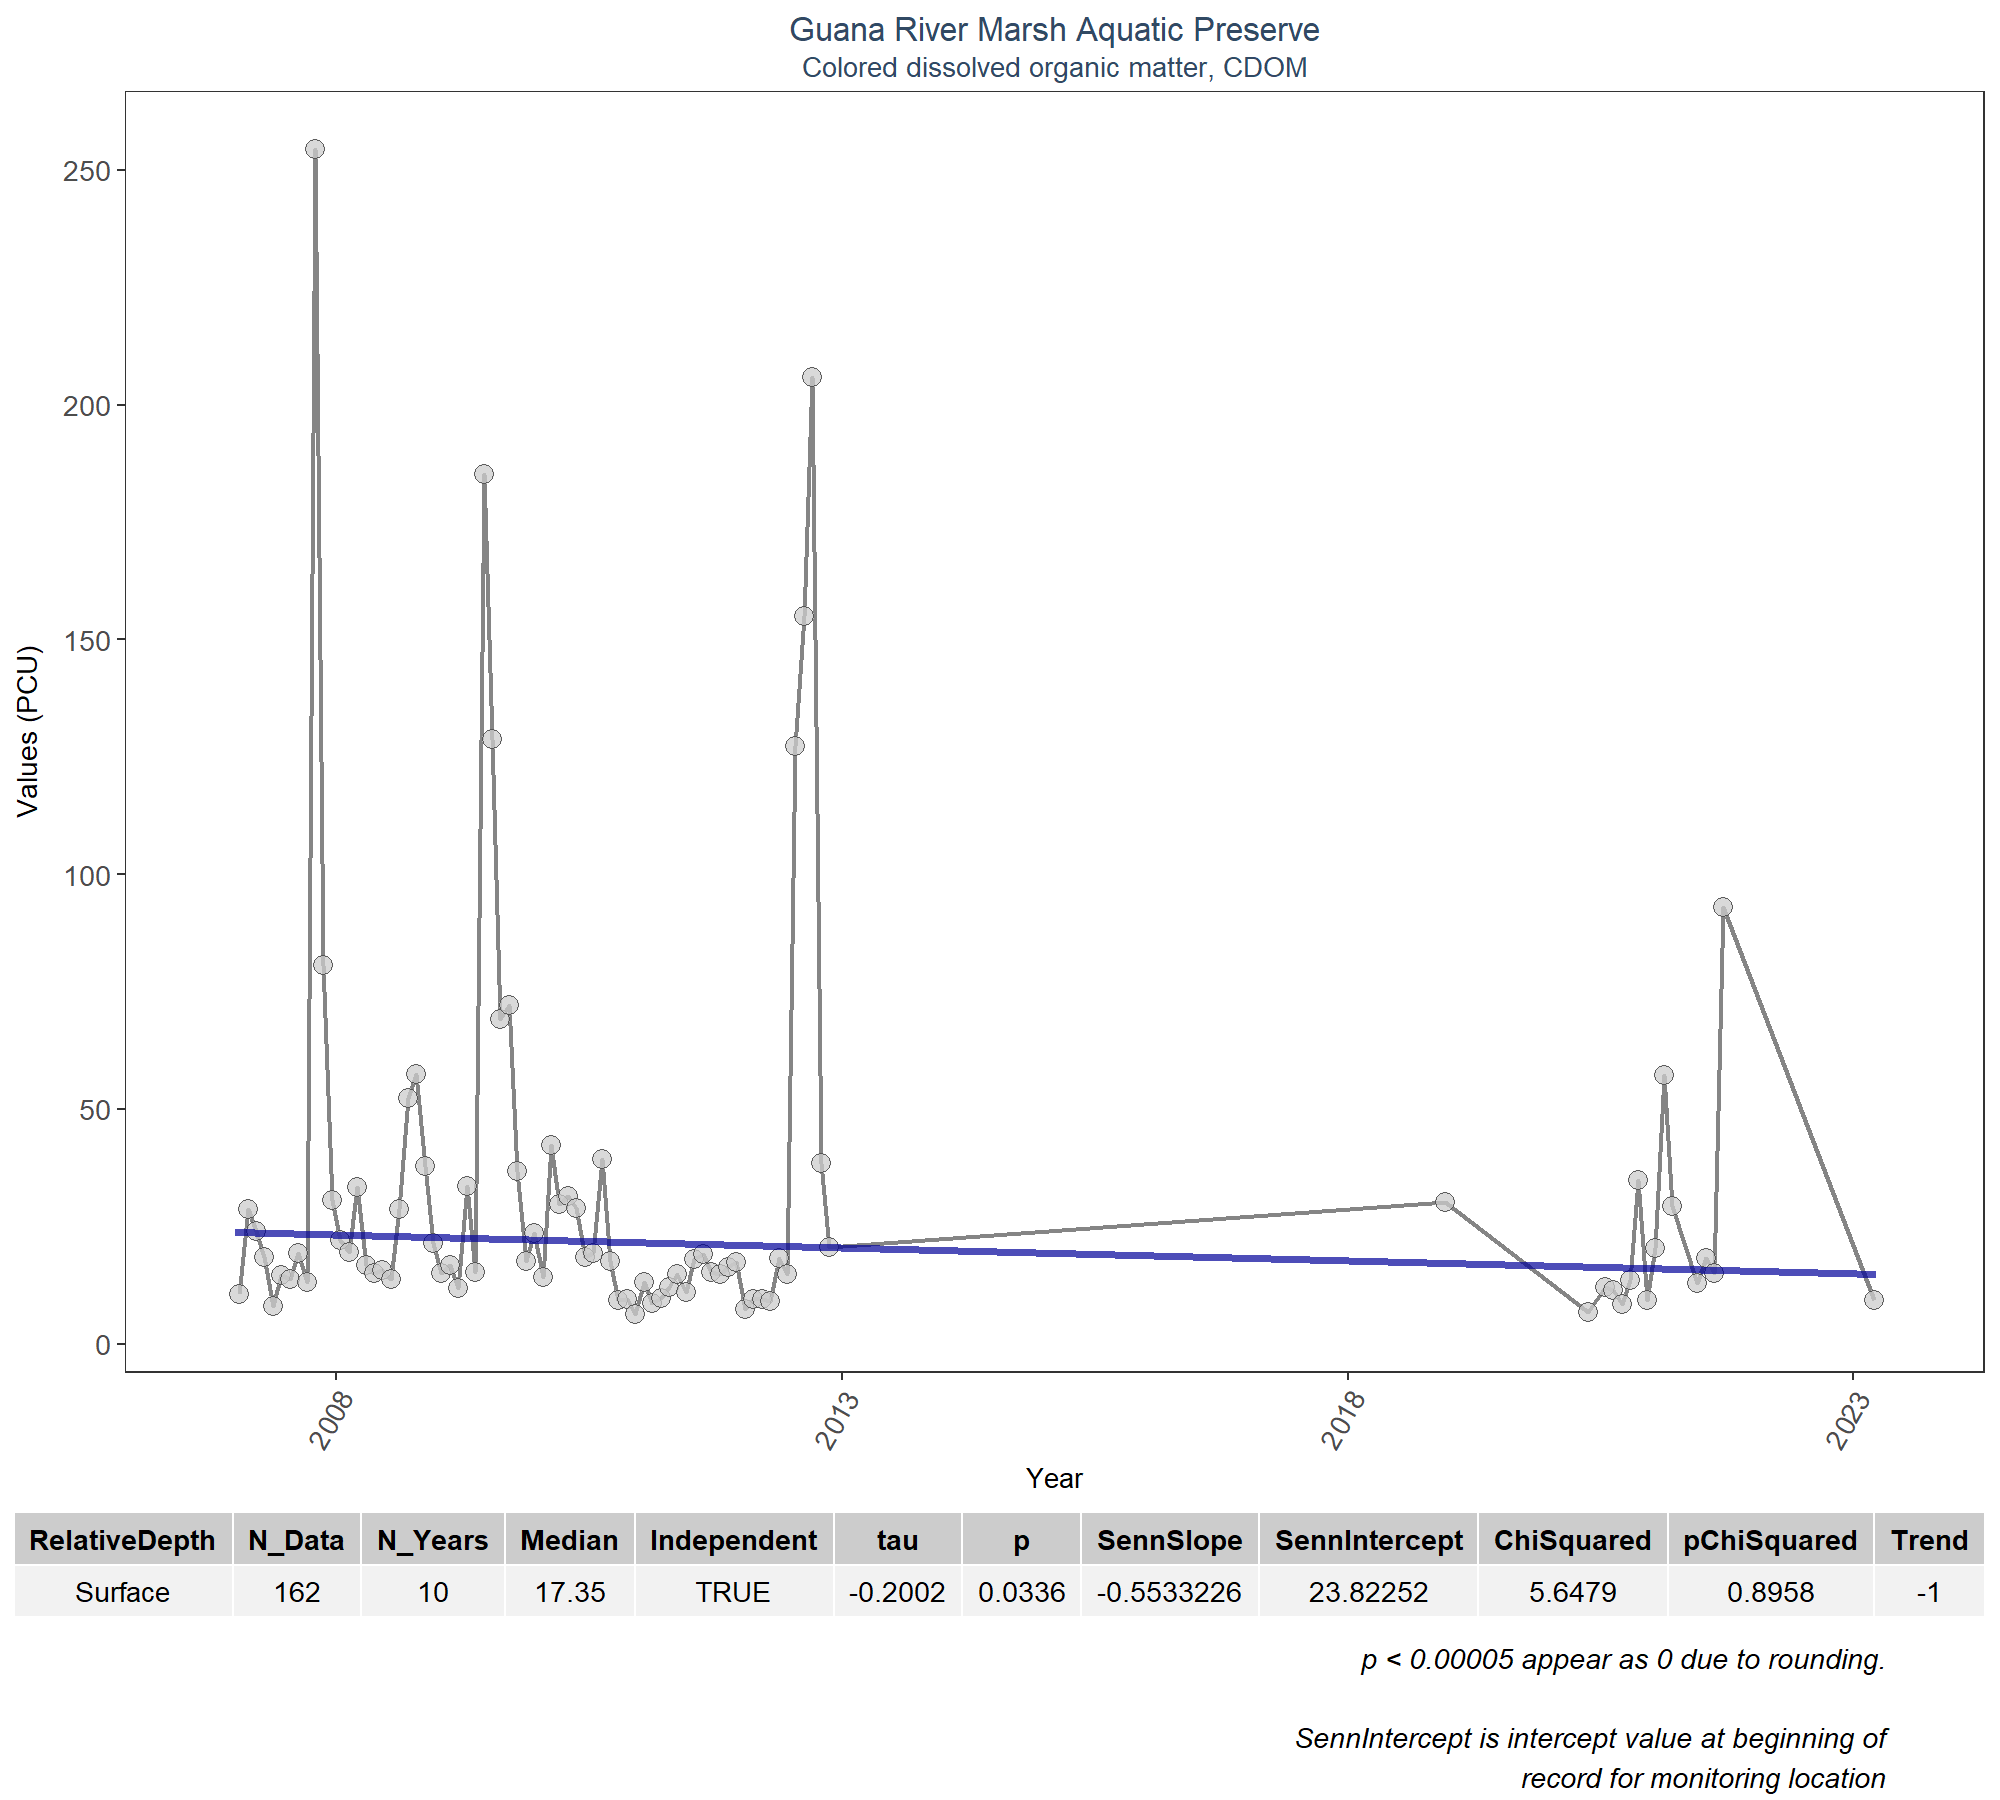 Guana River Marsh Aquatic Preserve
Colored dissolved organic matter, CDOM
250
200
150
100
50
0
Values (PCU)
2008
2013
2018
2023
Year
RelativeDepth N_Data N_Years Median Independent tau p SennSlope SennIntercept ChiSquared pChiSquared Trend
Surface 162 10 17.35 TRUE -0.2002 0.0336 -0.5533226 23.82252 5.6479 0.8958 -1
p < 0.00005 appear as 0 due to rounding.
SennIntercept is intercept value at beginning of
record for monitoring location